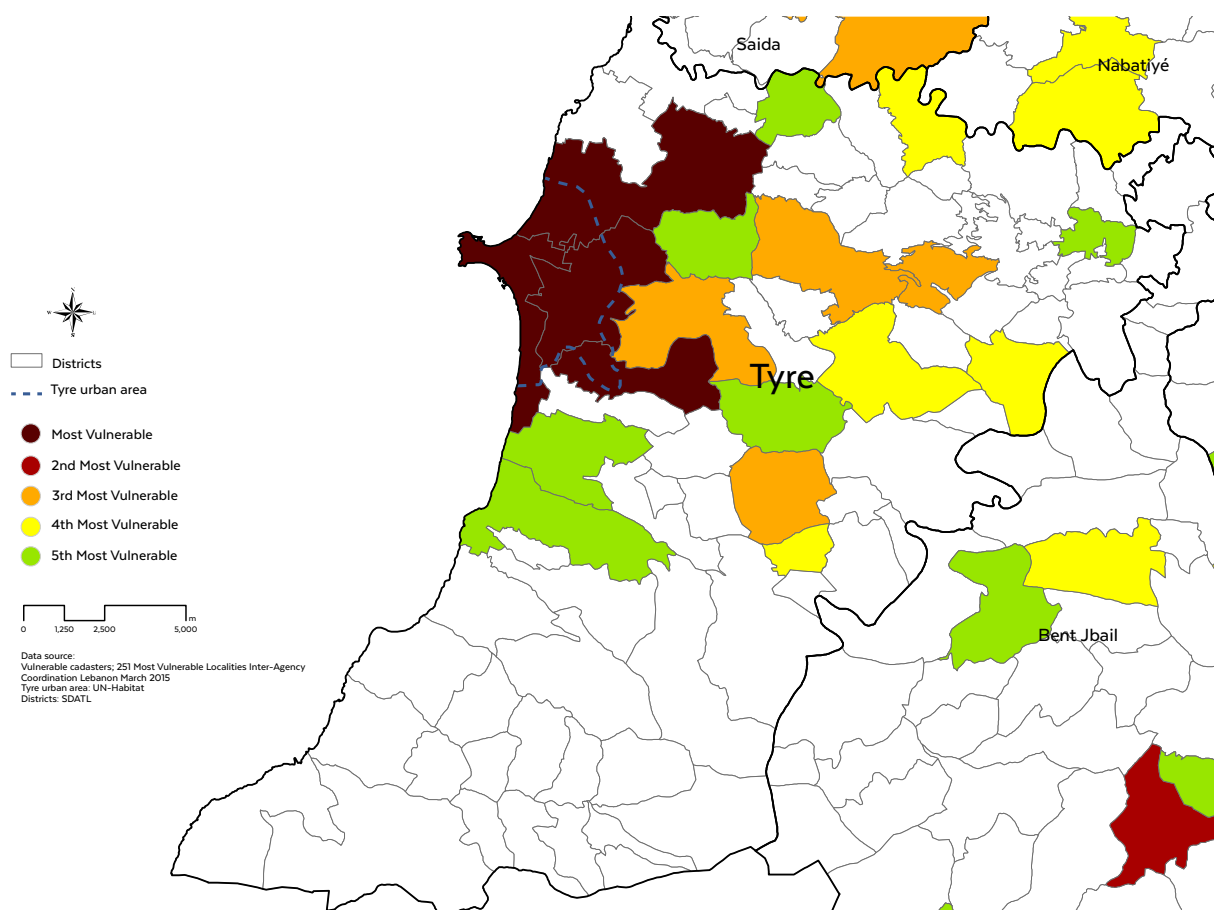 Saida
Nabatiyé
Tyre
Bent Jbail
N
W
S
Districts
Tyre urban area
Most Vulnerable
2nd Most Vulnerable
3rd Most Vulnerable
4th Most Vulnerable
5th Most Vulnerable
m
0 1,250 2,500 5,000
Data source:
Vulnerable cadasters; 251 Most Vulnerable Localities Inter-Agency
Coordination Lebanon March 2015
Tyre urban area: UN-Habitat
Districts: SDATL